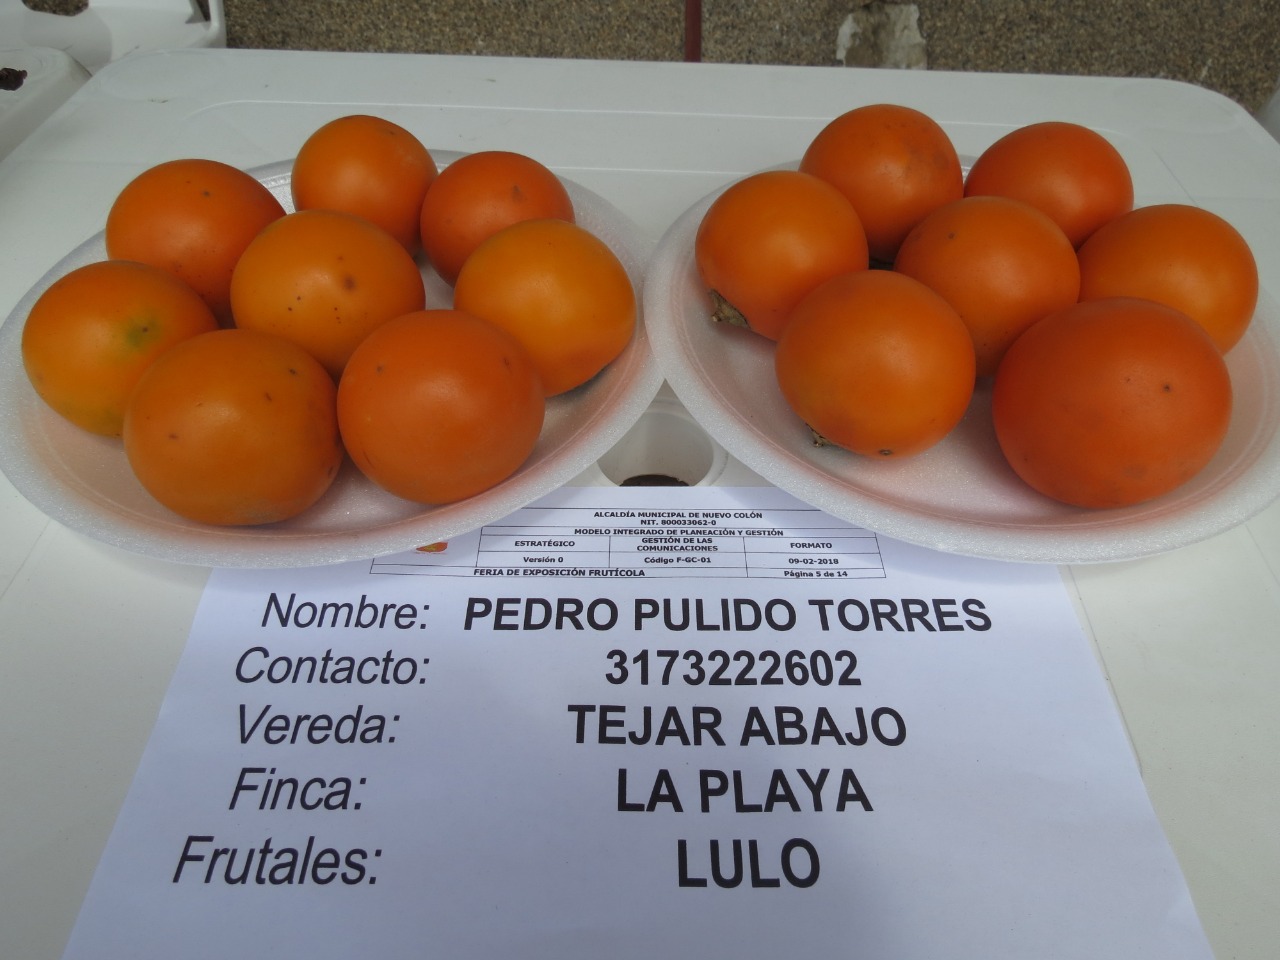 ALCALDÍA MUNICIPAL DE NUEVO COLÓN
NIT. 800033062-0
MODELO INTEGRADO DE PLANEACIÓN Y GESTIÓN
ESTRATÉGICO GESTIÓN DE LAS COMUNICACIONES FORMATO
Versión 0 Código F-GC-01 09-02-2018
FERIA DE EXPOSICIÓN FRUTÍCOLA Página 5 de 14
Nombre: PEDRO PULIDO TORRES
Contacto: 3173222602
Vereda: TEJAR ABAJO
Finca: LA PLAYA
Frutales: LULO